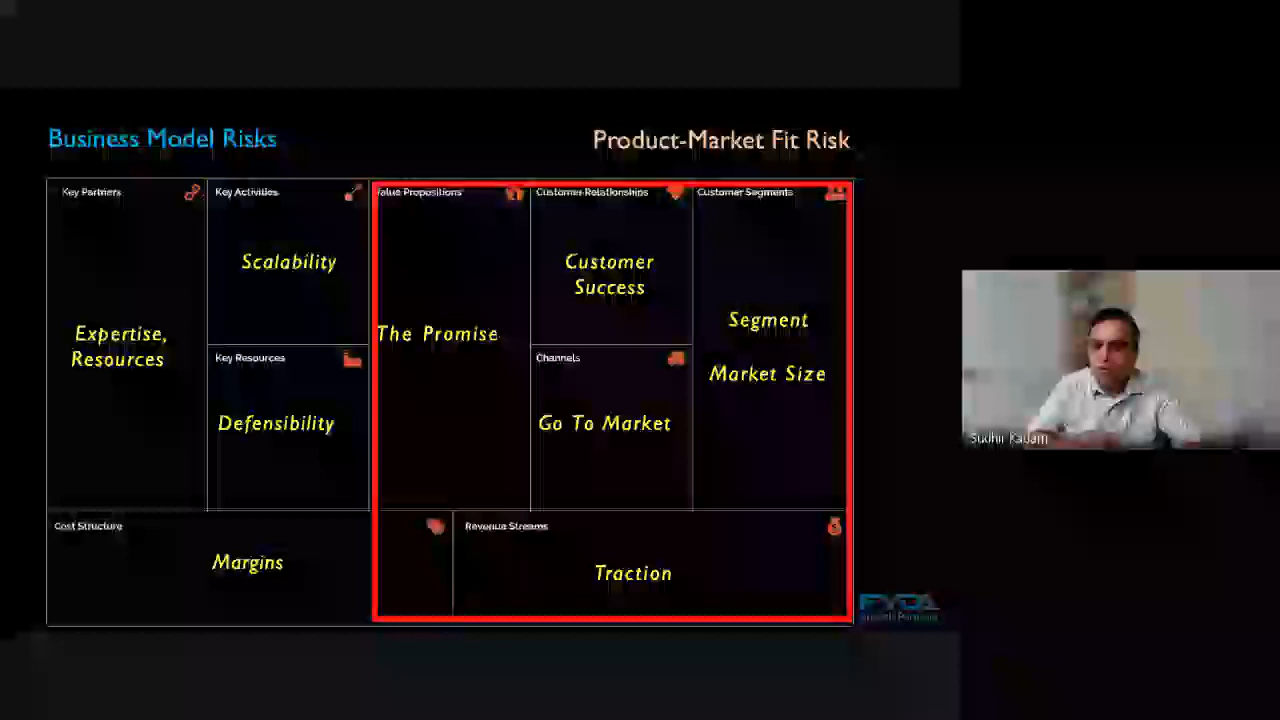 Business Model Risks
Product-Market Fit Risk
Key Partners
Key Activities
Value Propositions
Customer Relationships
Customer Segments
Scalability
Customer
Success
Expertise,
Resources
The Promise
Segment
Market Size
Key Resources
Channels
Defensibility
Go To Market
Cost Structure
Revenue Streams
Margins
Traction
Sudhir Kadam